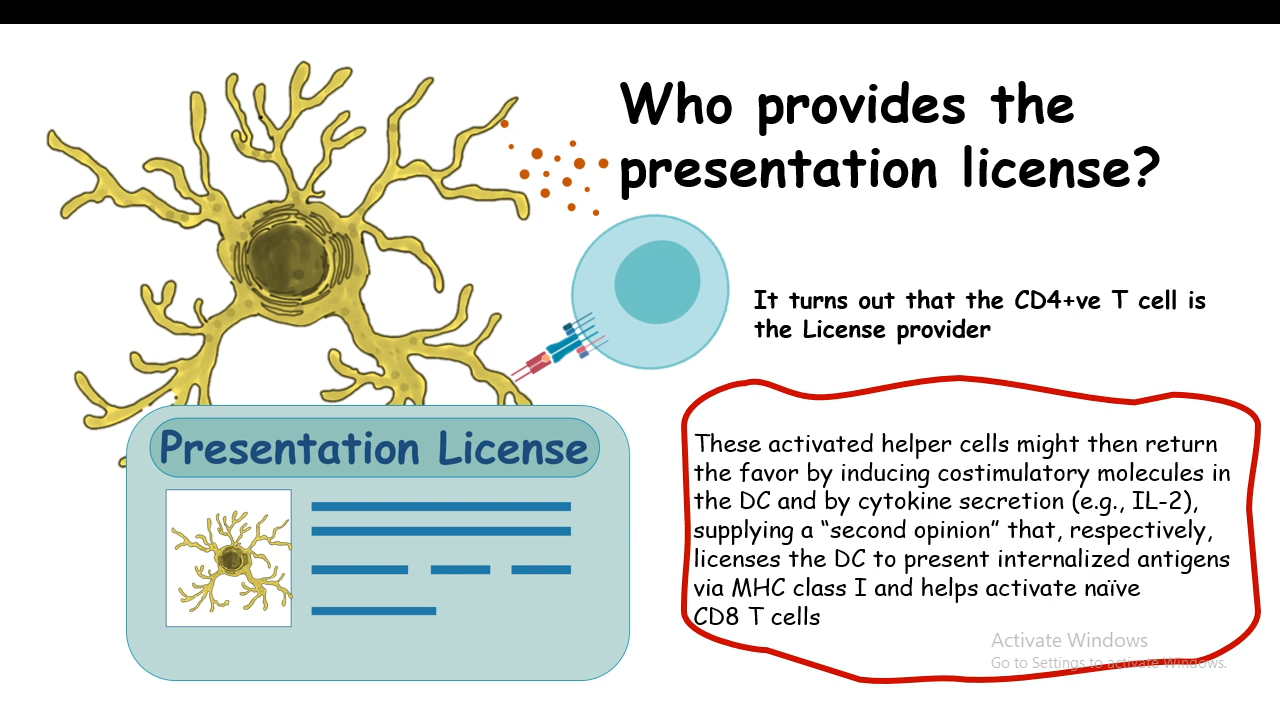 Who provides the
presentation license?
It turns out that the CD4+ve T cell is
the License provider
Presentation License
These activated helper cells might then return
the favor by inducing costimulatory molecules in
the DC and by cytokine secretion (e.g., IL-2),
supplying a “second opinion” that, respectively,
licenses the DC to present internalized antigens
via MHC class I and helps activate naïve
CD8 T cells
Activate Windows
Go to Settings to activate Windows.